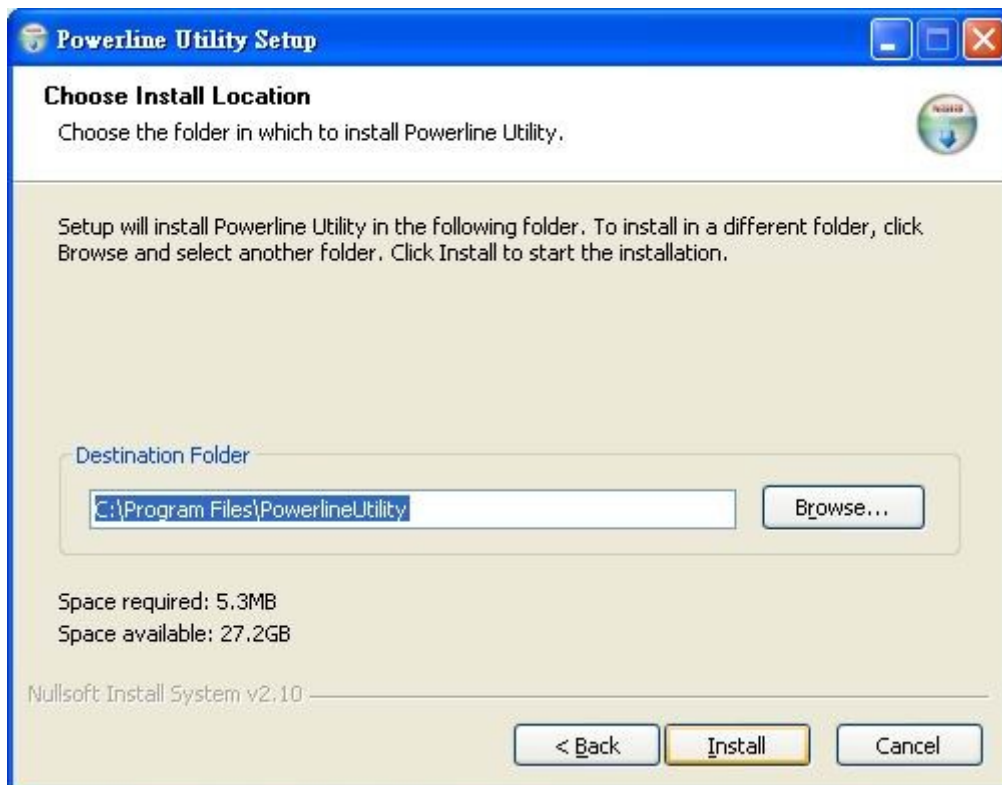 Powerline Utility Setup
Choose Install Location
Choose the folder in which to install Powerline Utility.
Setup will install Powerline Utility in the following folder. To install in a different folder, click
Browse and select another folder. Click Install to start the installation.
Destination Folder
C:\Program Files\PowerlineUtility
Browse...
Space required: 5.3MB
Space available: 27.2GB
Nullsoft Install System v2.10
< Back
Install
Cancel